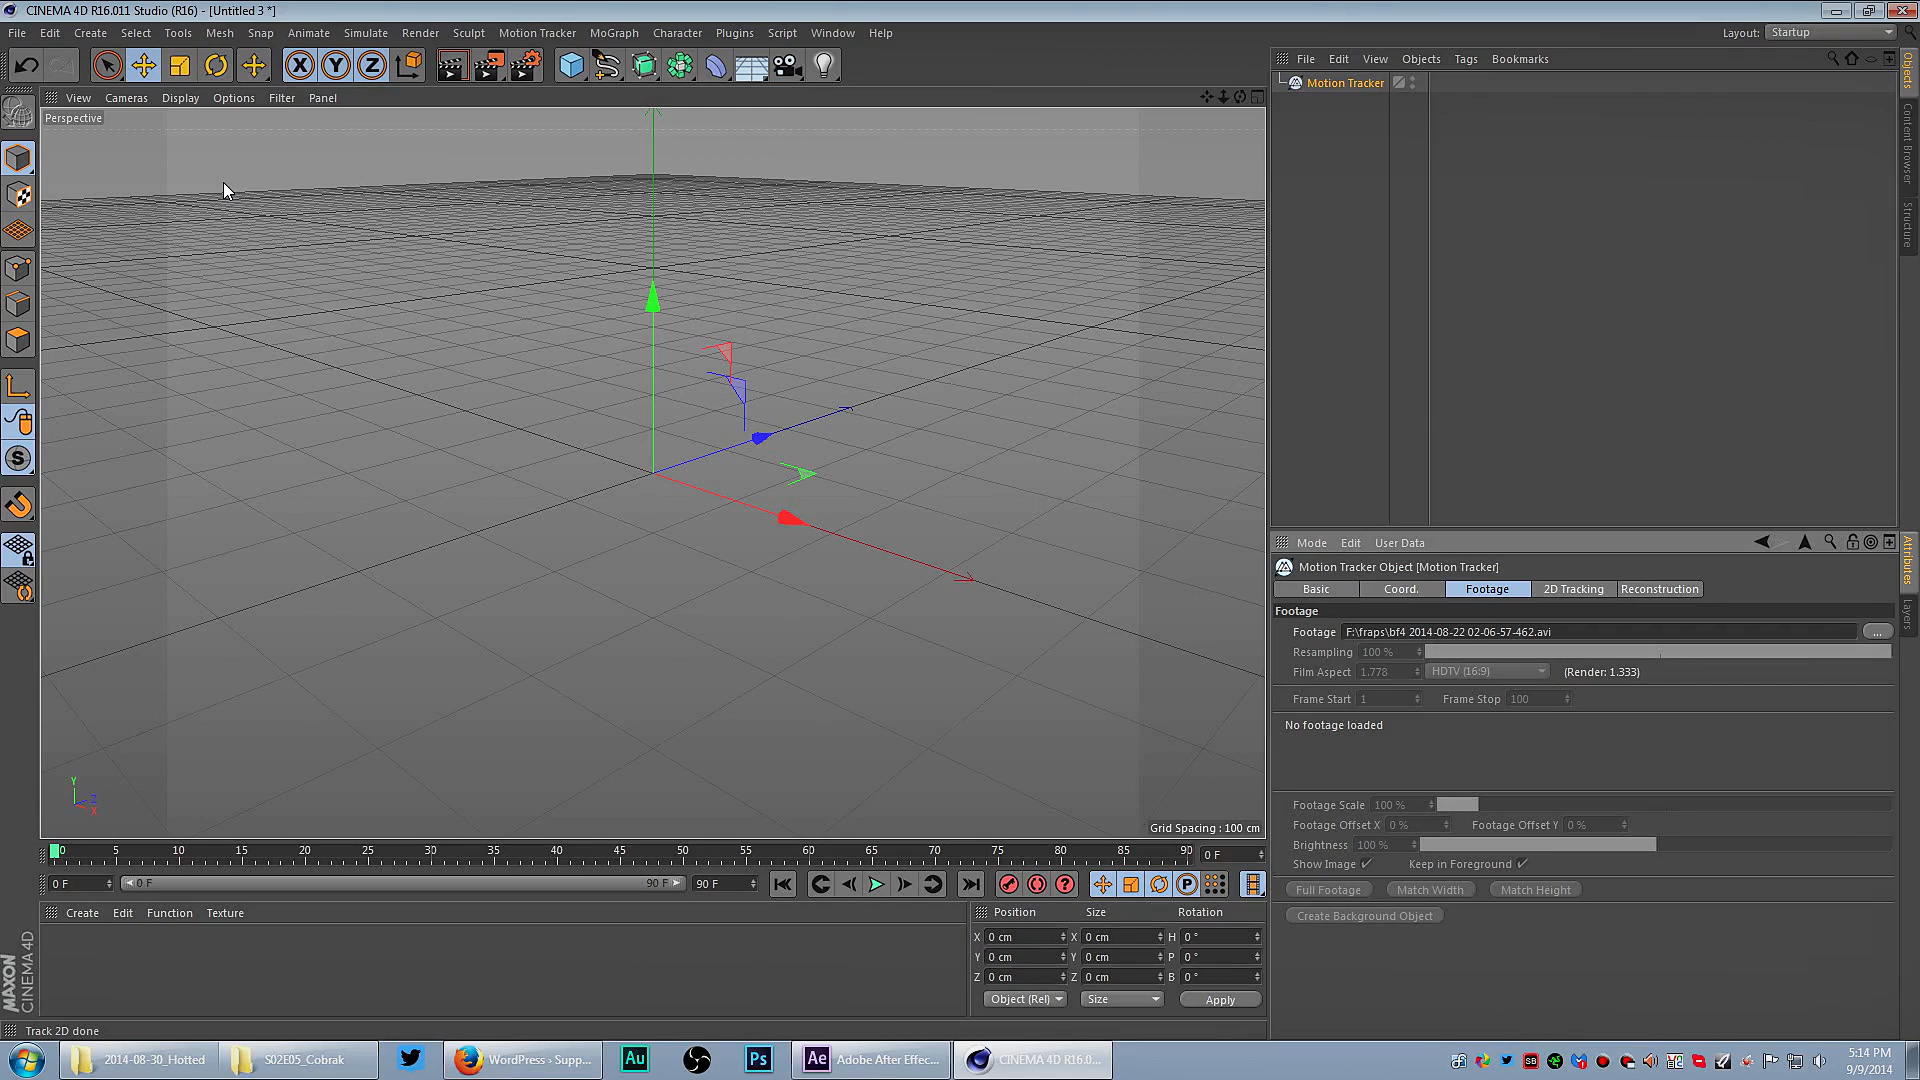 CINEMA 4D R16.011 Studio (R16) - [Untitled 3 *]
File Edit Create Select Tools Mesh Snap Animate Simulate Render Sculpt Motion Tracker MoGraph Character Plugins Script Window Help
Layout: Startup
File Edit View Objects Tags Bookmarks
Motion Tracker
Objects
Content Browser
Structure
View Cameras Display Options Filter Panel
Perspective
Y
Z
X
Grid Spacing : 100 cm
Mode Edit User Data
Motion Tracker Object [Motion Tracker]
Basic Coord. Footage 2D Tracking Reconstruction
Footage
Footage F:\fraps\bf4 2014-08-22 02-06-57-462.avi ...
Resampling 100 %
Film Aspect 1.778 HDTV (16:9) (Render: 1.333)
Frame Start 1 Frame Stop 100
No footage loaded
Footage Scale 100 %
Footage Offset X 0 % Footage Offset Y 0 %
Brightness 100 %
Show Image Keep in Foreground
Full Footage Match Width Match Height
Create Background Object
Attributes
Layers
0 5 10 15 20 25 30 35 40 45 50 55 60 65 70 75 80 85 90 0 F
0 F 0 F 90 F 90 F
Create Edit Function Texture
Position Size Rotation
X 0 cm X 0 cm H 0 °
Y 0 cm Y 0 cm P 0 °
Z 0 cm Z 0 cm B 0 °
Object (Rel) Size Apply
MAXON
CINEMA 4D
Track 2D done
2014-08-30_Hotted S02E05_Cobrak WordPress › Supp... Au Ps Ae Adobe After Effec... CINEMA 4D R16.0...
5:14 PM
9/9/2014